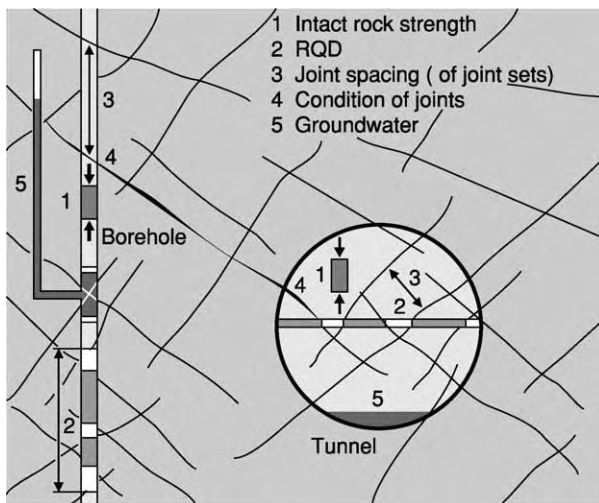 1 Intact rock strength
2 RQD
3 Joint spacing ( of joint sets)
4 Condition of joints
5 Groundwater
3
4
5
1
Borehole
3
1
4
2
2
5
Tunnel